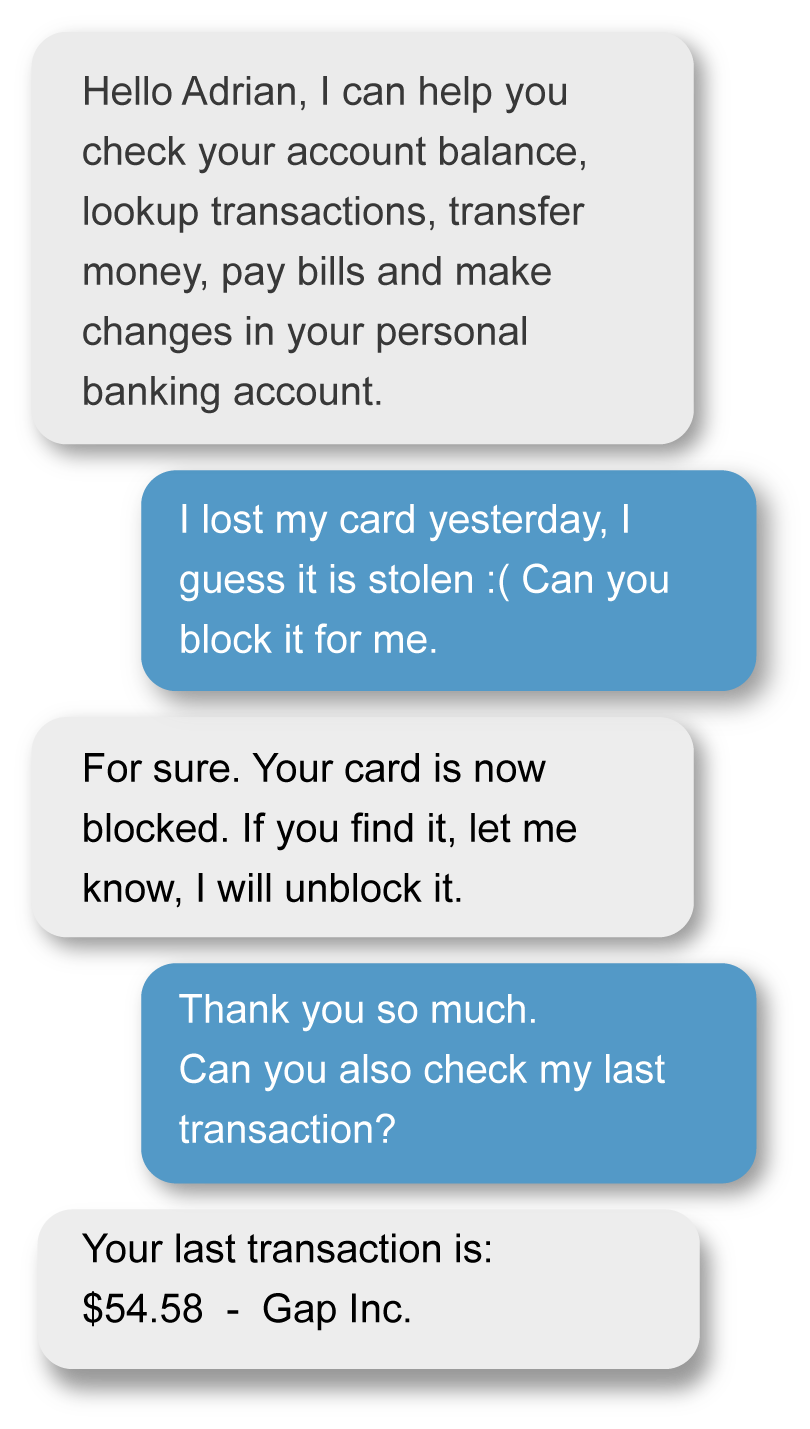 Hello Adrian, I can help you
check your account balance,
lookup transactions, transfer
money, pay bills and make
changes in your personal
banking account.
I lost my card yesterday, I
guess it is stolen :( Can you
block it for me.
For sure. Your card is now
blocked. If you find it, let me
know, I will unblock it.
Thank you so much.
Can you also check my last
transaction?
Your last transaction is:
$54.58  -  Gap Inc.